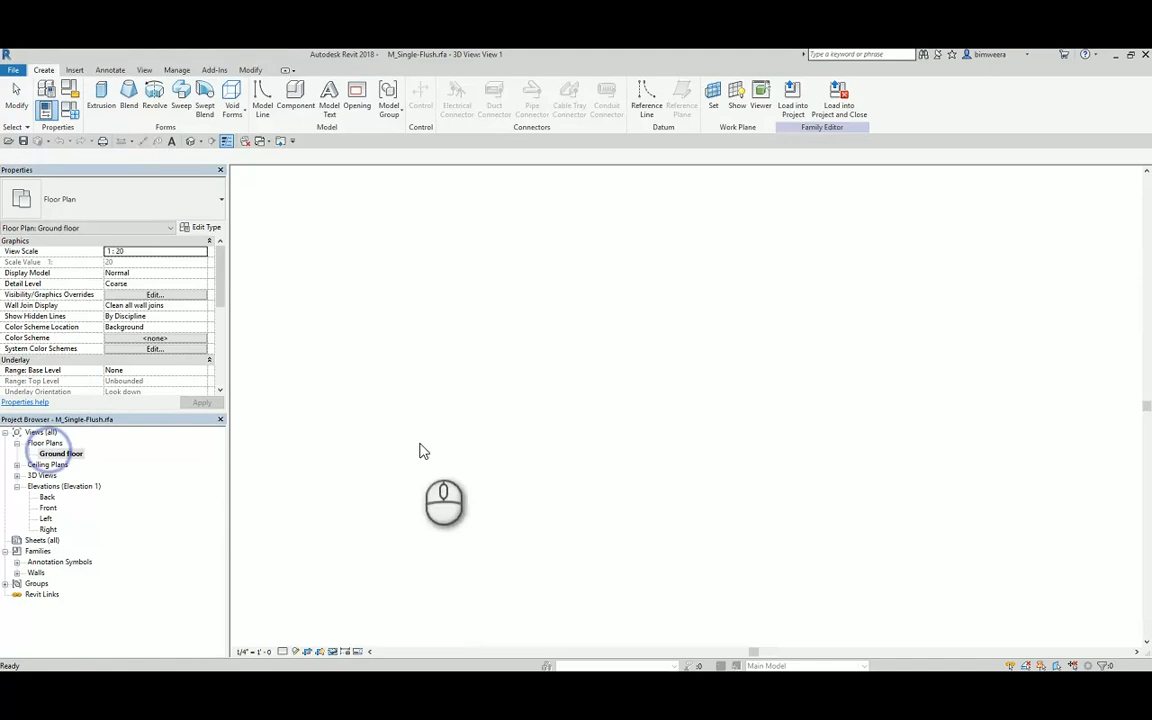 Autodesk Revit 2018 - M_Single-Flush.rfa - 3D View: View 1
Type a keyword or phrase
bimweera
File Create Insert Annotate View Manage Add-Ins Modify
Modify
Extrusion Blend Revolve Sweep Swept Blend Void Forms
Model Line Component Model Text Opening Model Group
Control
Electrical Connector Duct Connector Pipe Connector Cable Tray Connector Conduit Connector
Reference Line Reference Plane
Set Show Viewer
Load into Project Load into Project and Close
Select Properties Forms Model Control Connectors Datum Work Plane Family Editor
Properties
Floor Plan
Floor Plan: Ground floor Edit Type
Graphics
View Scale 1 : 20
Scale Value 1: 20
Display Model Normal
Detail Level Coarse
Visibility/Graphics Overrides Edit...
Wall Join Display Clean all wall joins
Show Hidden Lines By Discipline
Color Scheme Location Background
Color Scheme <none>
System Color Schemes Edit...
Underlay
Range: Base Level None
Range: Top Level Unbounded
Underlay Orientation Look down
Properties help Apply
Project Browser - M_Single-Flush.rfa
Views (all)
Floor Plans
Ground floor
Ceiling Plans
3D Views
Elevations (Elevation 1)
Back
Front
Left
Right
Sheets (all)
Families
Annotation Symbols
Walls
Groups
Revit Links
1/4" = 1' - 0
Ready
:0
Main Model
:0